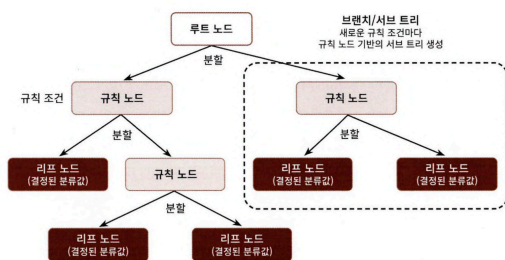 루트 노드
브랜치/서브 트리
새로운 규칙 조건마다
규칙 노드 기반의 서브 트리 생성
분할
규칙 조건
규칙 노드
규칙 노드
분할
분할
리프 노드
(결정된 분류값)
규칙 노드
리프 노드
(결정된 분류값)
리프 노드
(결정된 분류값)
분할
리프 노드
(결정된 분류값)
리프 노드
(결정된 분류값)